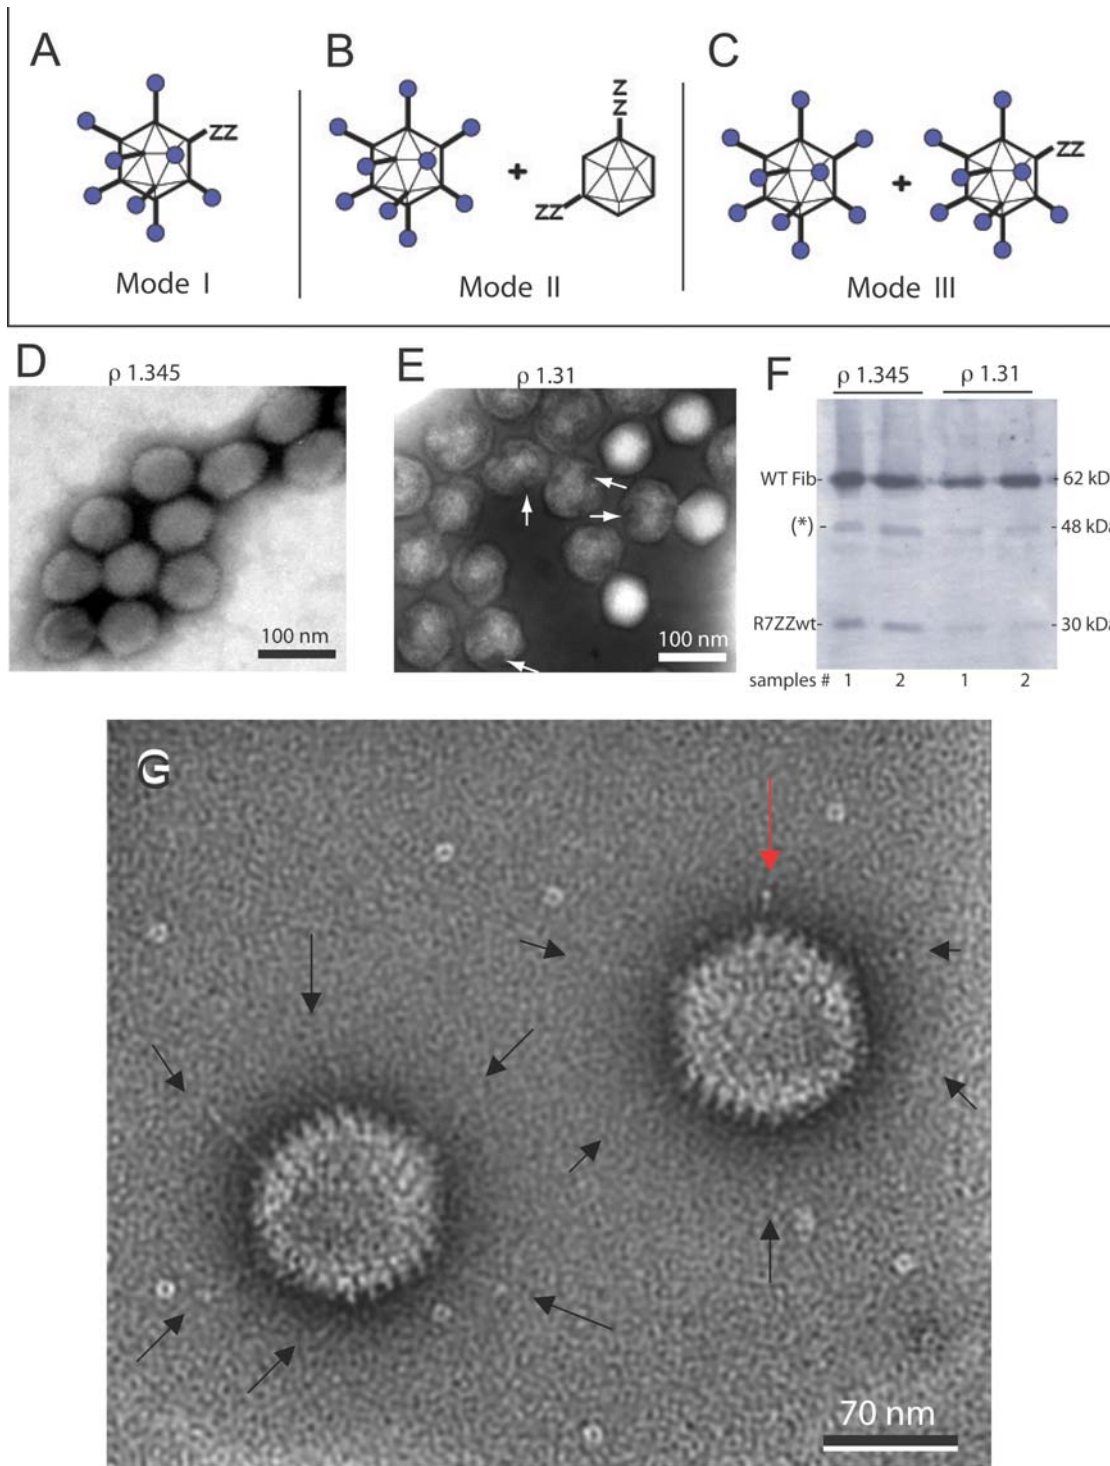 A
zz
Mode I
B
z
z
+
zz
Mode II
C
zz
+
Mode III
D
ρ 1.345
100 nm
E
ρ 1.31
100 nm
F
ρ 1.345 ρ 1.31
WT Fib- - 62 kD
(*) - - 48 kDa
R7ZZwt- - 30 kDa
samples # 1 2 1 2
G
70 nm